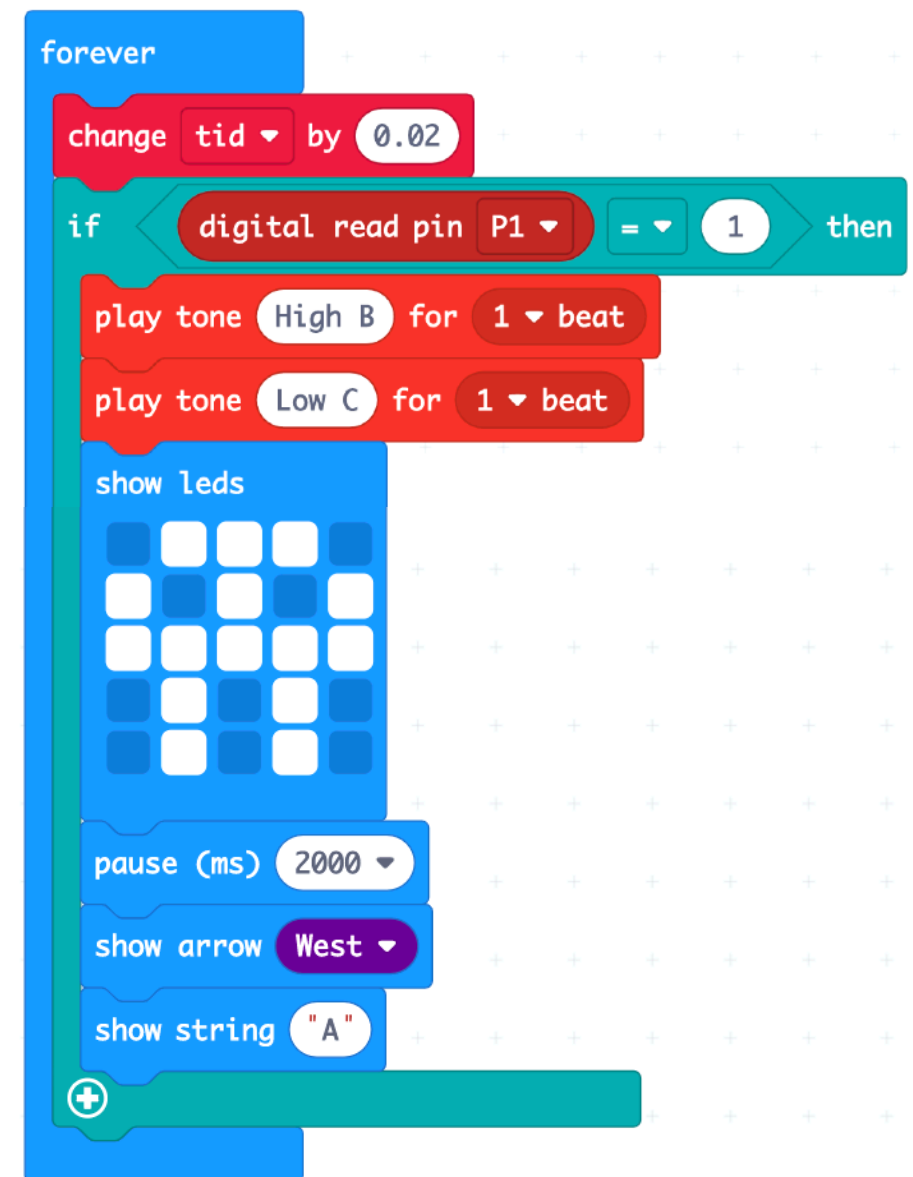 forever
change tid by 0.02
if digital read pin P1 = 1 then
play tone High B for 1 beat
play tone Low C for 1 beat
show leds
pause (ms) 2000
show arrow West
show string "A"